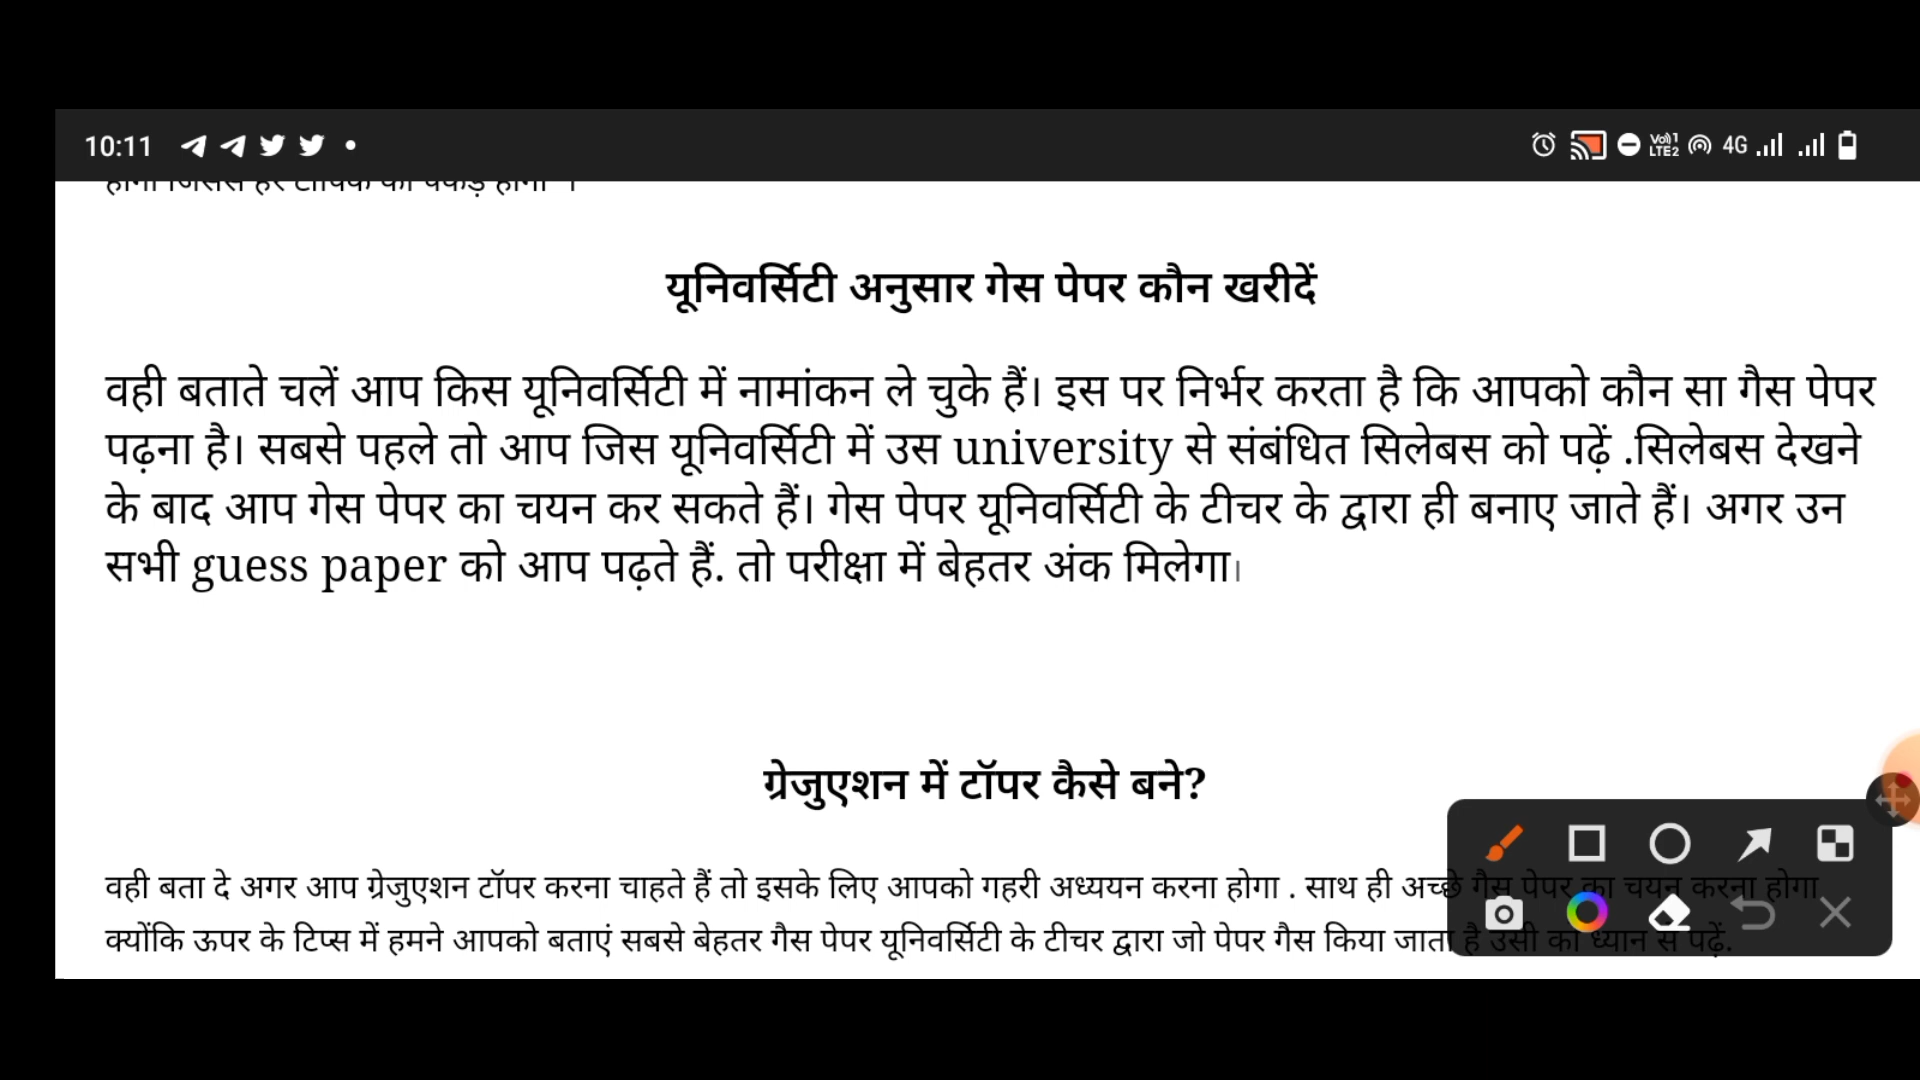 10:11
Vo)) 1
LTE2
4G
यूनिवर्सिटी अनुसार गेस पेपर कौन खरीदें
वही बताते चलें आप किस यूनिवर्सिटी में नामांकन ले चुके हैं। इस पर निर्भर करता है कि आपको कौन सा गैस पेपर
पढ़ना है। सबसे पहले तो आप जिस यूनिवर्सिटी में उस university से संबंधित सिलेबस को पढ़ें .सिलेबस देखने
के बाद आप गेस पेपर का चयन कर सकते हैं। गेस पेपर यूनिवर्सिटी के टीचर के द्वारा ही बनाए जाते हैं। अगर उन
सभी guess paper को आप पढ़ते हैं. तो परीक्षा में बेहतर अंक मिलेगा।
ग्रेजुएशन में टॉपर कैसे बने?
वही बता दे अगर आप ग्रेजुएशन टॉपर करना चाहते हैं तो इसके लिए आपको गहरी अध्ययन करना होगा . साथ ही अच्छे गैस पेपर का चयन करना होगा
क्योंकि ऊपर के टिप्स में हमने आपको बताएं सबसे बेहतर गैस पेपर यूनिवर्सिटी के टीचर द्वारा जो पेपर गैस किया जाता है उसी को ध्यान से पढ़ें.